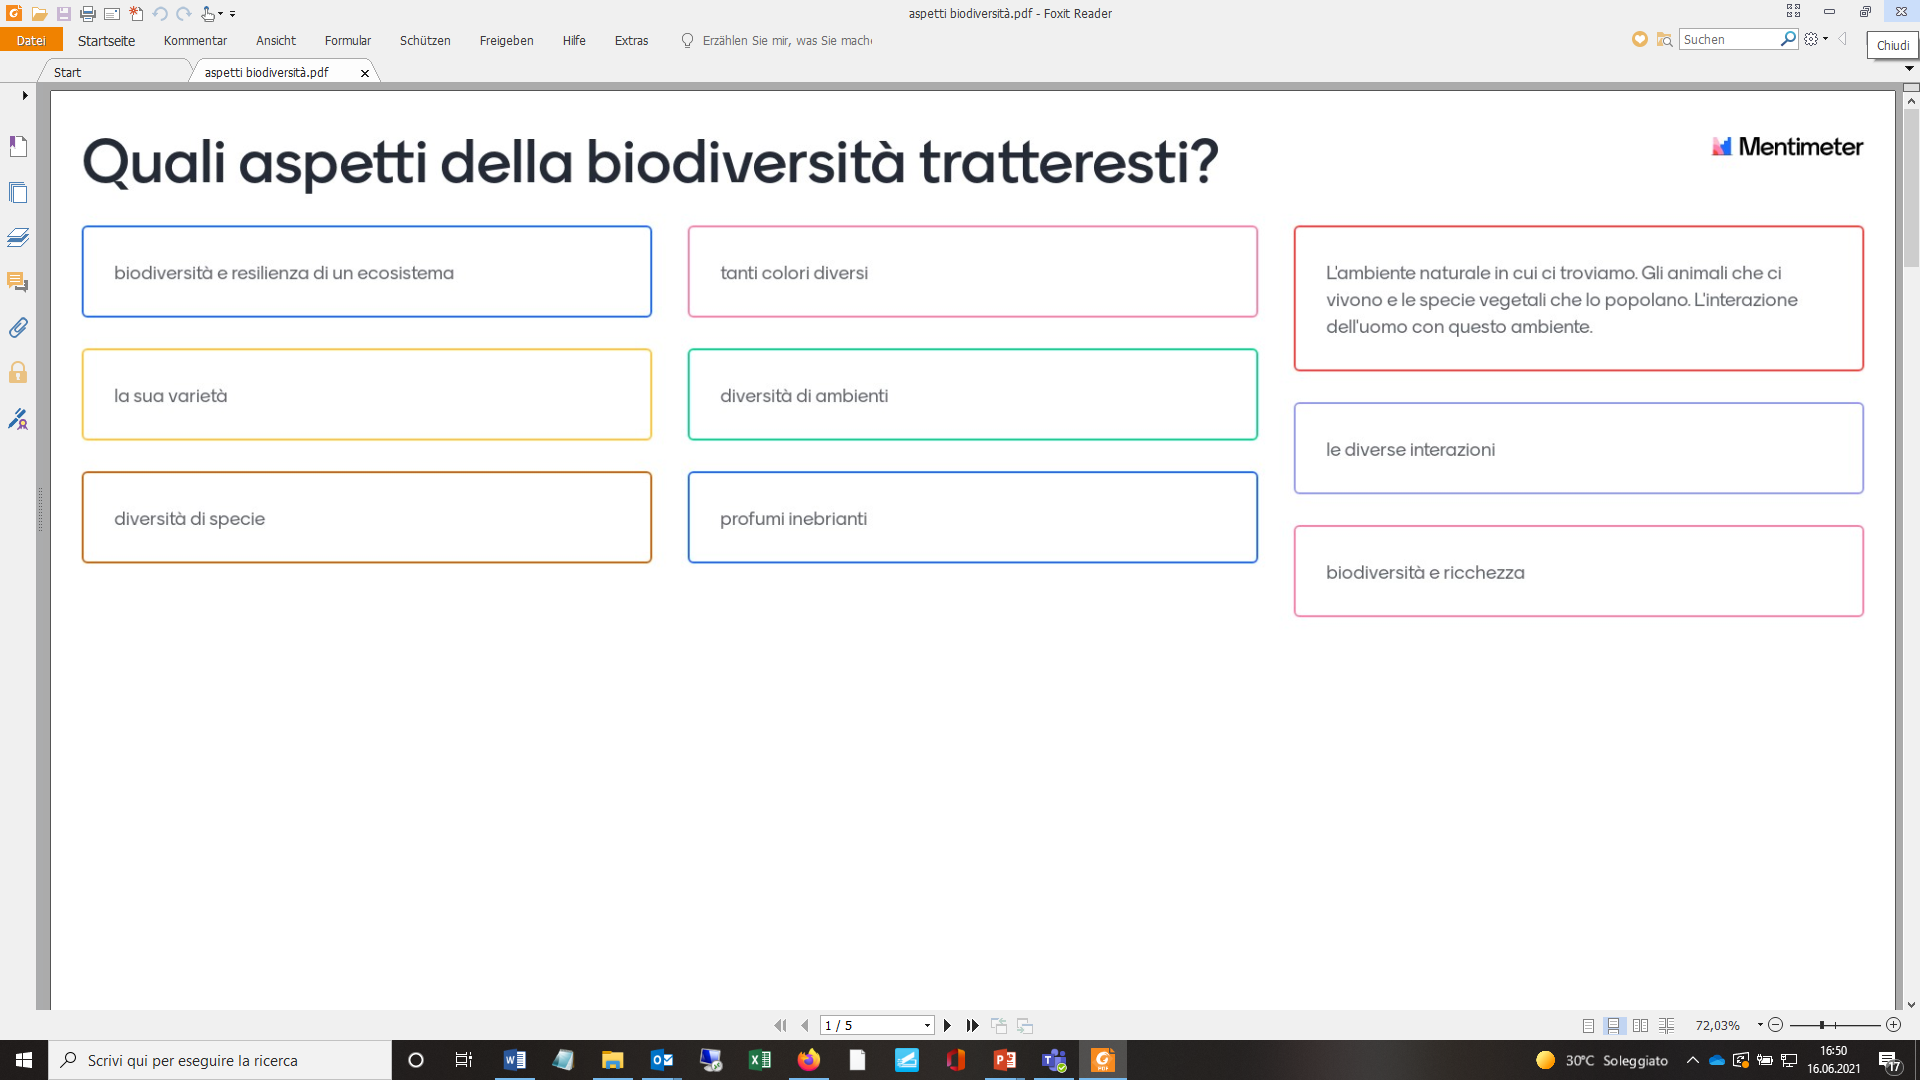 aspetti biodiversità.pdf - Foxit Reader
Datei
Startseite
Kommentar
Ansicht
Formular
Schützen
Freigeben
Hilfe
Extras
Erzählen Sie mir, was Sie mach
Suchen
Chiudi
Start
aspetti biodiversità.pdf
Quali aspetti della biodiversità tratteresti?
Mentimeter
biodiversità e resilienza di un ecosistema
la sua varietà
diversità di specie
tanti colori diversi
diversità di ambienti
profumi inebrianti
L'ambiente naturale in cui ci troviamo. Gli animali che ci
vivono e le specie vegetali che lo popolano. L'interazione
dell'uomo con questo ambiente.
le diverse interazioni
biodiversità e ricchezza
1 / 5
72,03%
Scrivi qui per eseguire la ricerca
30°C Soleggiato
16:50
16.06.2021
17